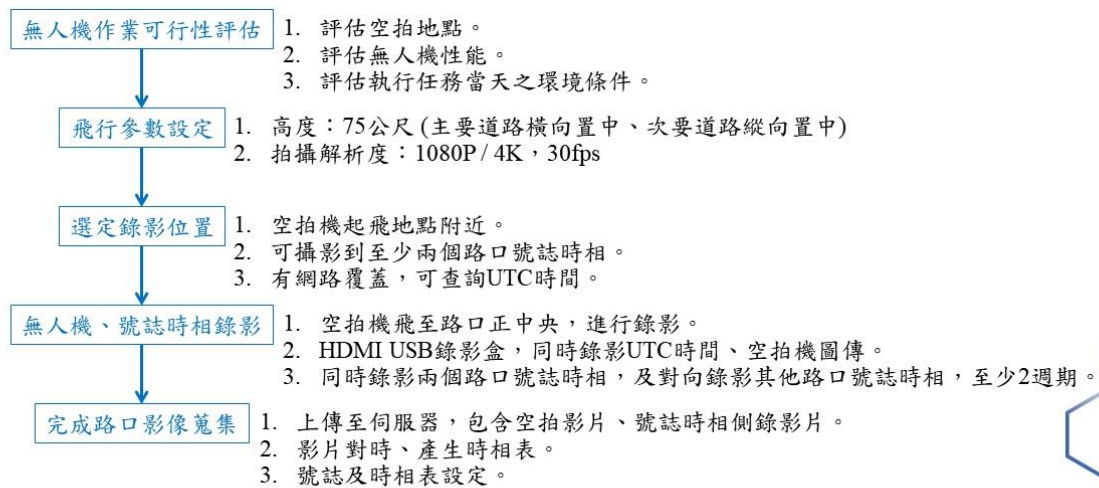 無人機作業可行性評估
1. 評估空拍地點。
2. 評估無人機性能。
3. 評估執行任務當天之環境條件。
飛行參數設定
1. 高度：75公尺 (主要道路橫向置中、次要道路縱向置中)
2. 拍攝解析度：1080P / 4K，30fps
選定錄影位置
1. 空拍機起飛地點附近。
2. 可攝影到至少兩個路口號誌時相。
3. 有網路覆蓋，可查詢UTC時間。
無人機、號誌時相錄影
1. 空拍機飛至路口正中央，進行錄影。
2. HDMI USB錄影盒，同時錄影UTC時間、空拍機圖傳。
3. 同時錄影兩個路口號誌時相，及對向錄影其他路口號誌時相，至少2週期。
完成路口影像蒐集
1. 上傳至伺服器，包含空拍影片、號誌時相側錄影片。
2. 影片對時、產生時相表。
3. 號誌及時相表設定。